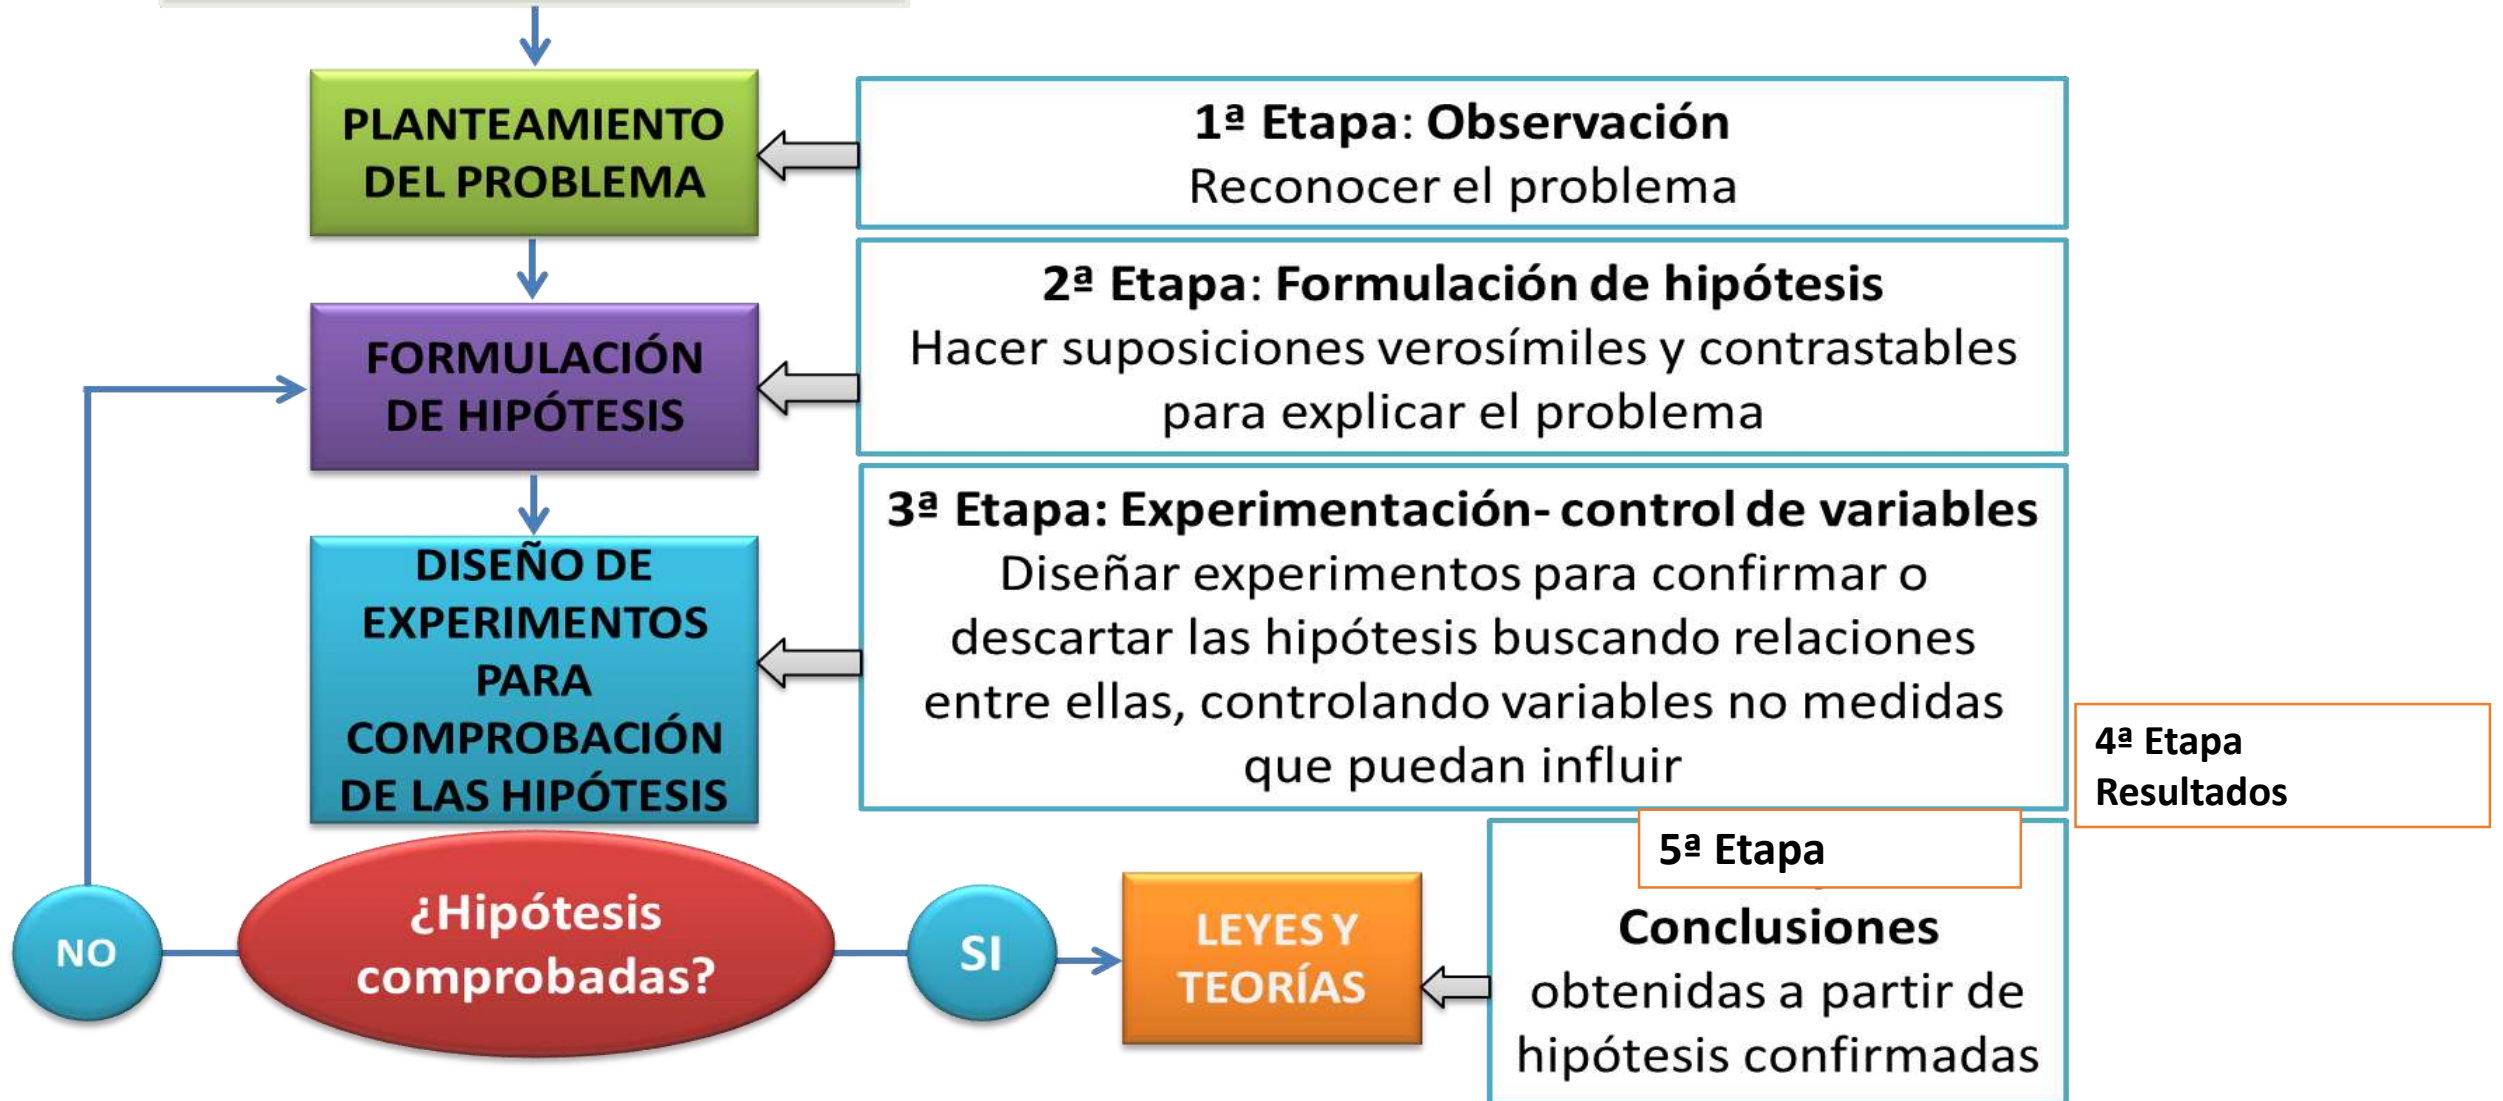 PLANTEAMIENTO
DEL PROBLEMA
1ª Etapa: Observación
Reconocer el problema
FORMULACIÓN
DE HIPÓTESIS
2ª Etapa: Formulación de hipótesis
Hacer suposiciones verosímiles y contrastables
para explicar el problema
DISEÑO DE
EXPERIMENTOS
PARA
COMPROBACIÓN
DE LAS HIPÓTESIS
3ª Etapa: Experimentación- control de variables
Diseñar experimentos para confirmar o
descartar las hipótesis buscando relaciones
entre ellas, controlando variables no medidas
que puedan influir
4ª Etapa
Resultados
NO
¿Hipótesis
comprobadas?
SI
LEYES Y
TEORÍAS
5ª Etapa
Conclusiones
obtenidas a partir de
hipótesis confirmadas